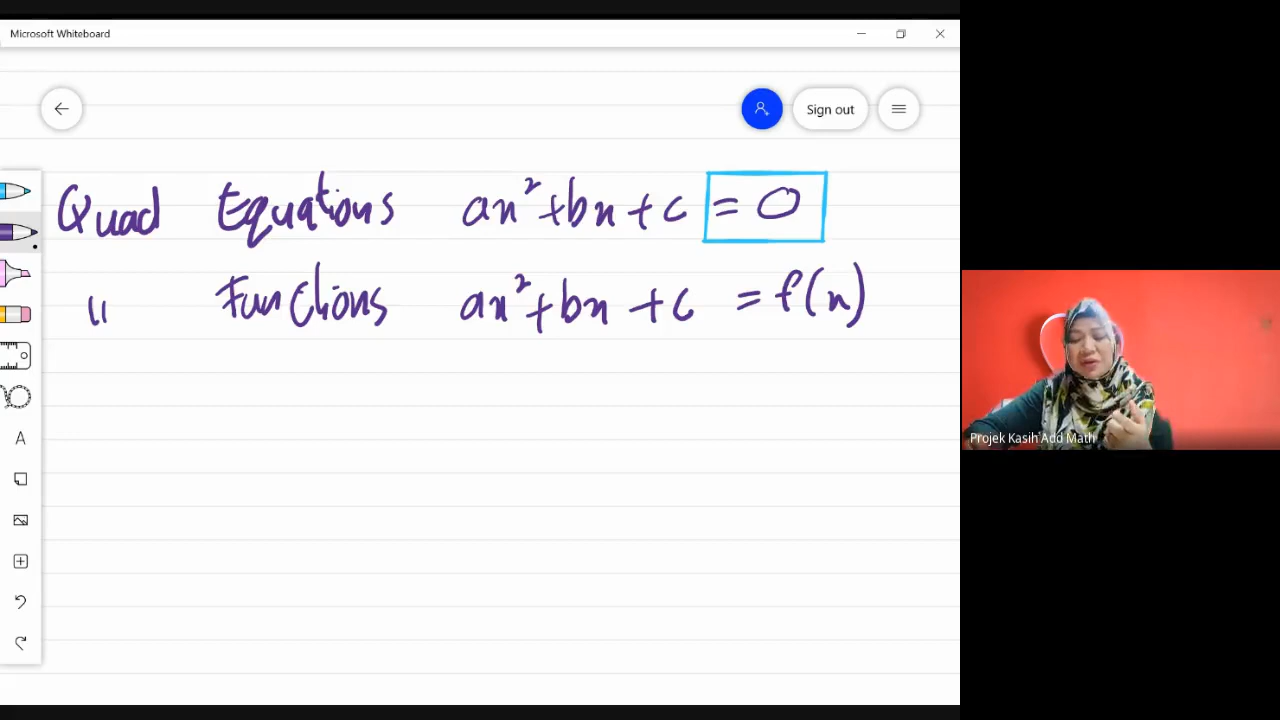 Microsoft Whiteboard
Sign out
Quad Equations ax²+bx+c = 0
" Functions ax²+bx+c = f(x)
A
Projek Kasih Add Math